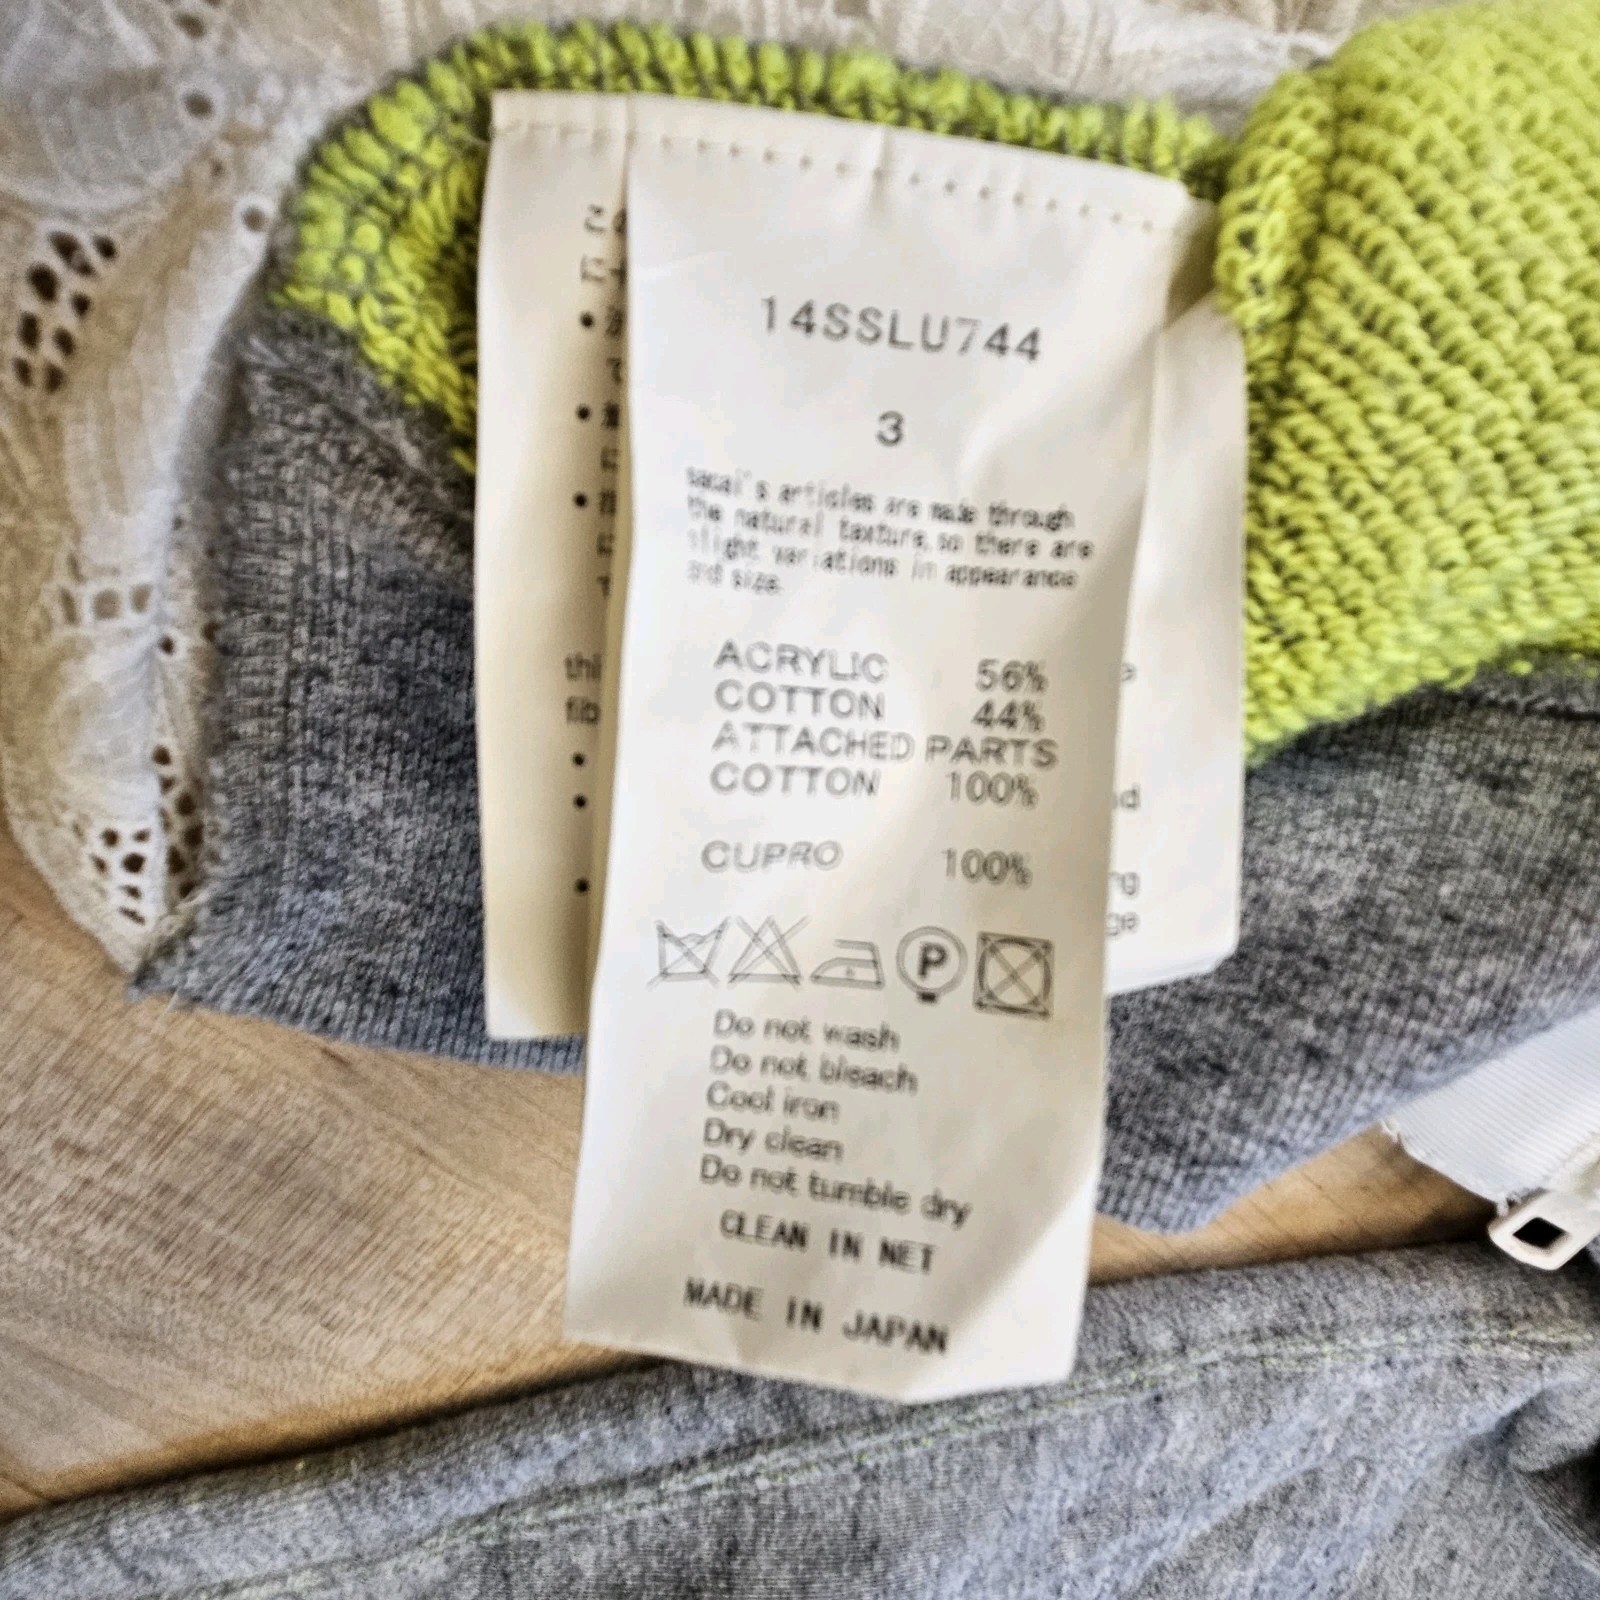 14SSLU744
3
sacai's articles are made through
the natural texture,so there are
slight variations in appearance
and size.
ACRYLIC 56%
COTTON 44%
ATTACHED PARTS
COTTON 100%
CUPRO 100%
P
Do not wash
Do not bleach
Cool iron
Dry clean
Do not tumble dry
CLEAN IN NET
MADE IN JAPAN